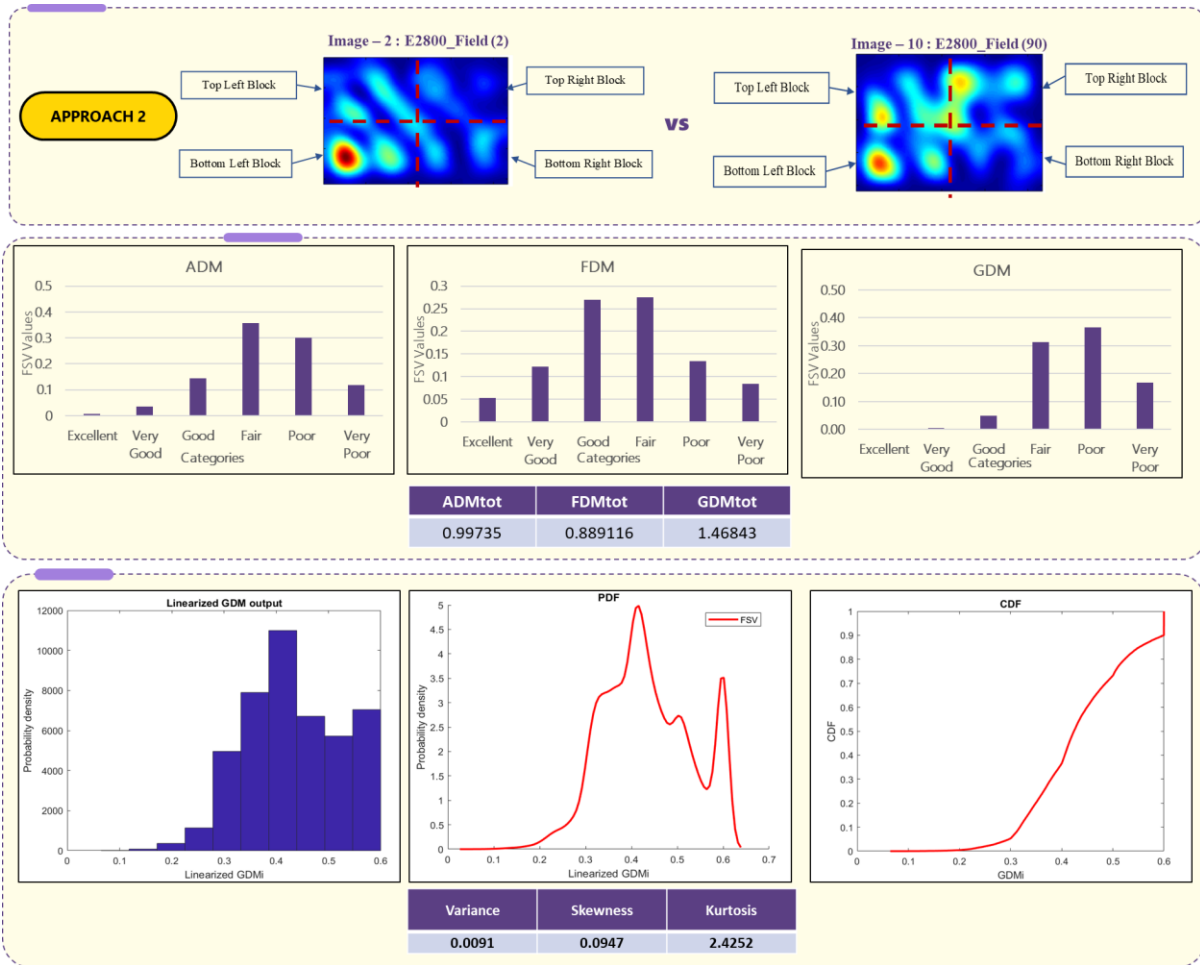 Image – 2 : E2800_Field (2)
Image – 10 : E2800_Field (90)
Top Left Block
Top Right Block
Top Left Block
Top Right Block
APPROACH 2
vs
Bottom Left Block
Bottom Right Block
Bottom Left Block
Bottom Right Block
ADM
FSV Values
0.5
0.4
0.3
0.2
0.1
0
Excellent Very Good Good Fair Poor Very Poor
Categories
FDM
FSV Values
0.3
0.25
0.2
0.15
0.1
0.05
0
Excellent Very Good Good Fair Poor Very Poor
Categories
GDM
FSV Values
0.50
0.40
0.30
0.20
0.10
0.00
Excellent Very Good Good Fair Poor Very Poor
Categories
ADMtot FDMtot GDMtot
0.99735 0.889116 1.46843
Linearized GDM output
Probability density
12000
10000
8000
6000
4000
2000
0
0 0.1 0.2 0.3 0.4 0.5 0.6
Linearized GDMi
PDF
FSV
Probability density
5
4.5
4
3.5
3
2.5
2
1.5
1
0.5
0
0 0.1 0.2 0.3 0.4 0.5 0.6 0.7
Linearized GDMi
CDF
CDF
1
0.9
0.8
0.7
0.6
0.5
0.4
0.3
0.2
0.1
0
0 0.1 0.2 0.3 0.4 0.5 0.6
GDMi
Variance Skewness Kurtosis
0.0091 0.0947 2.4252